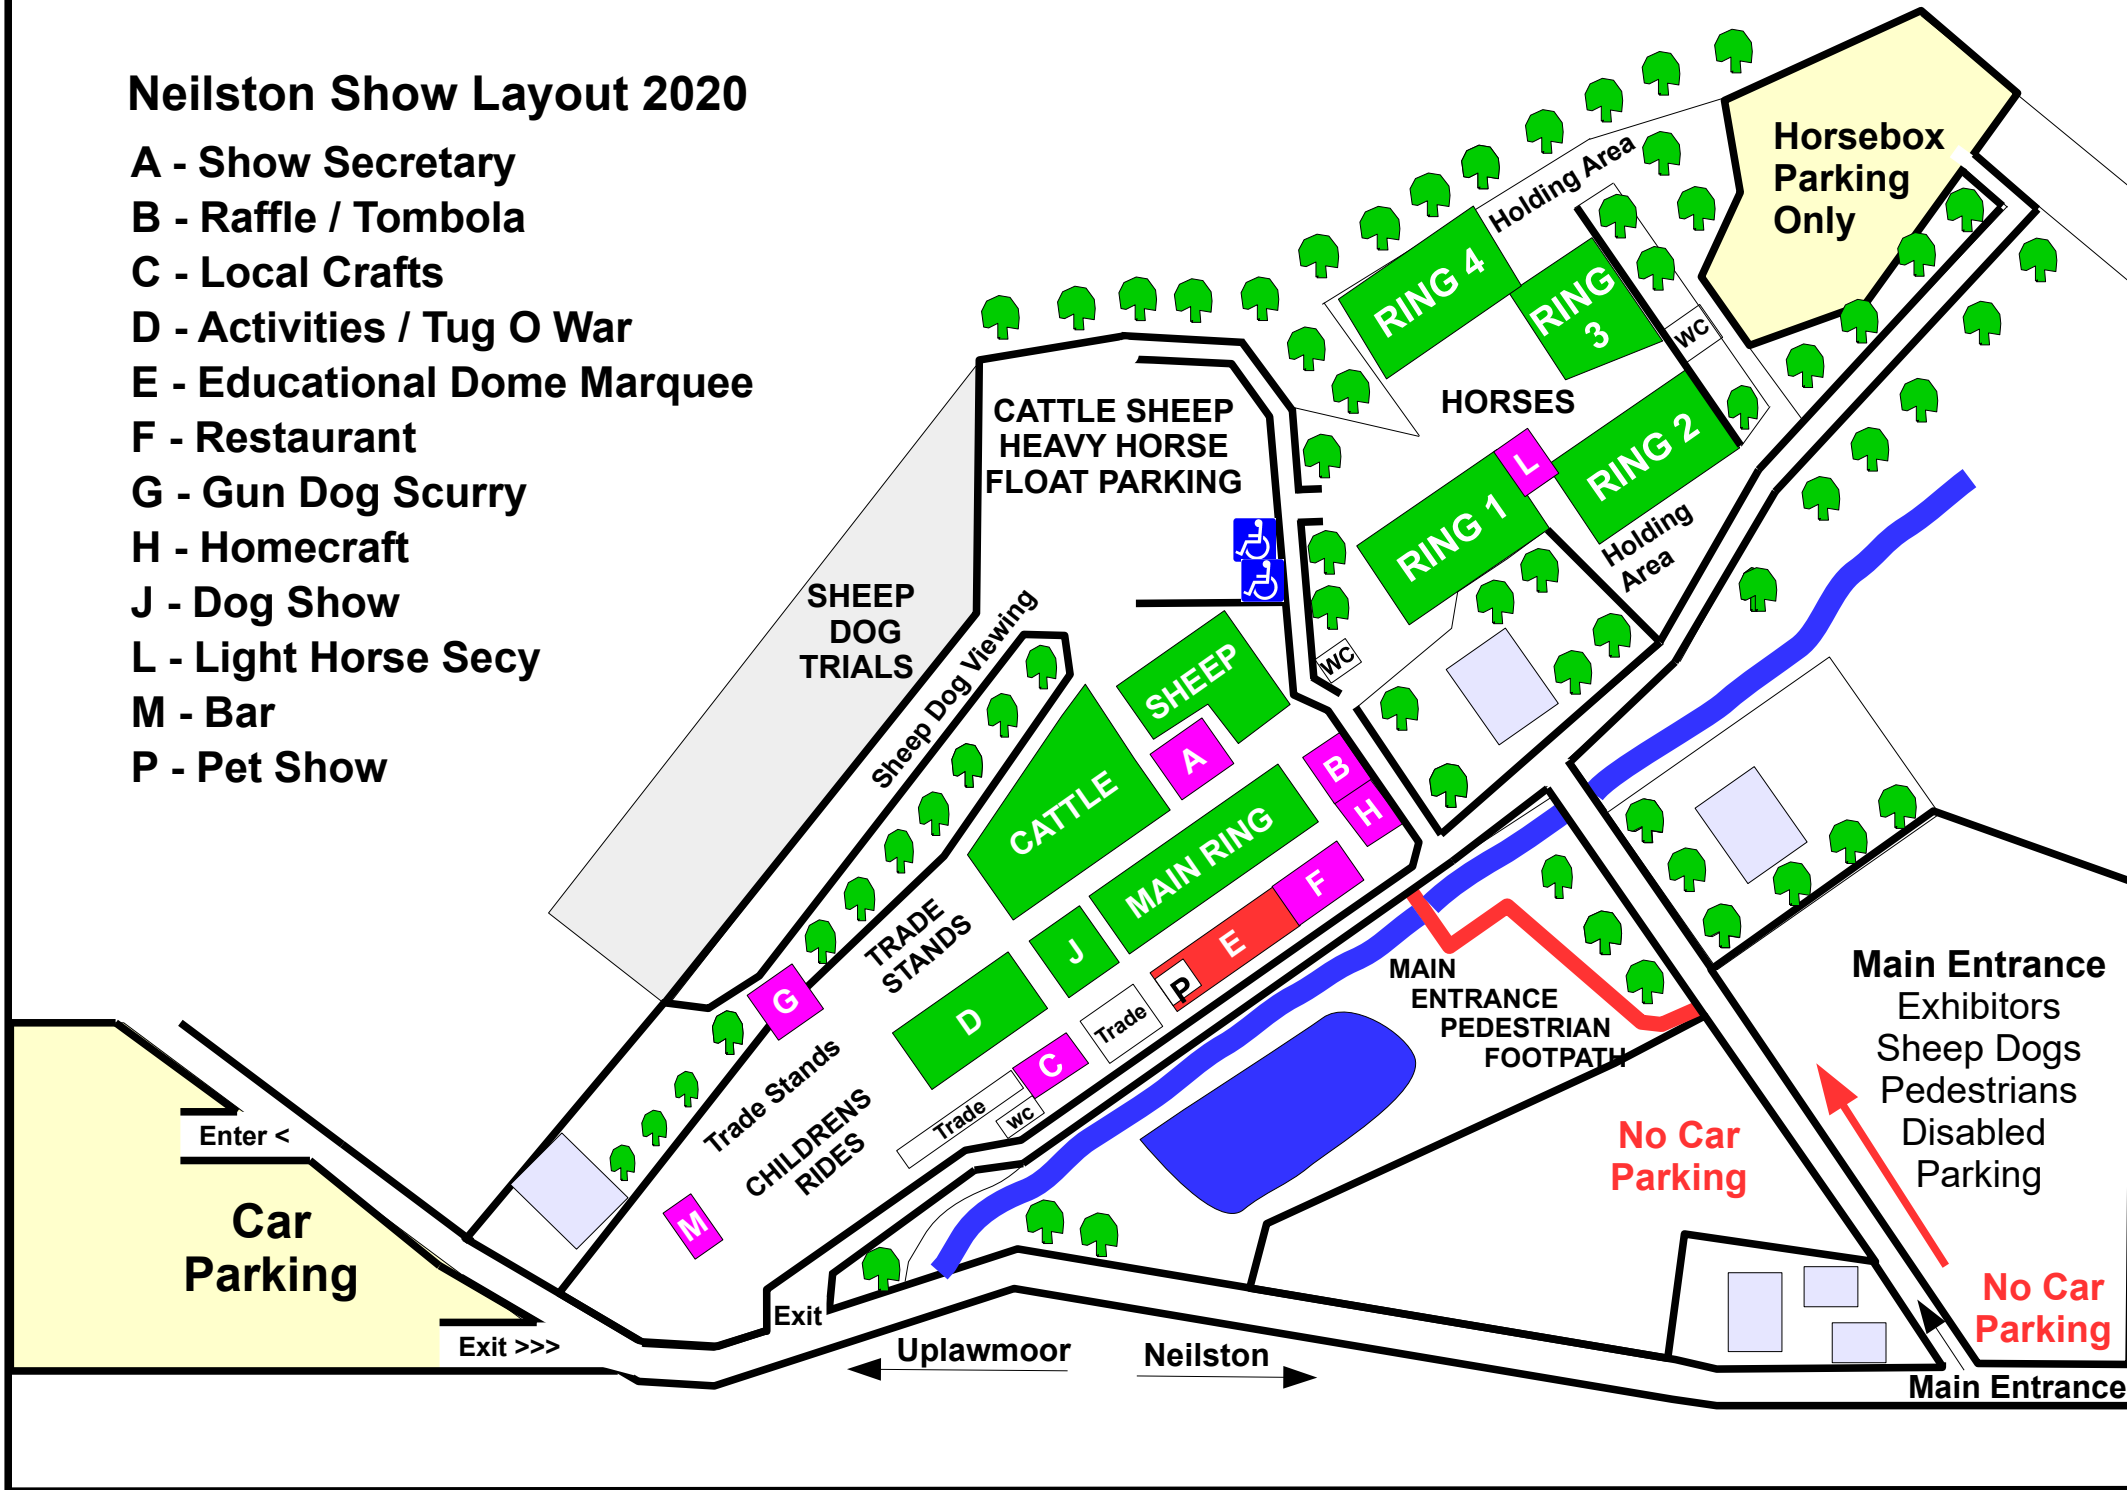 Neilston Show Layout 2020
A - Show Secretary
B - Raffle / Tombola
C - Local Crafts
D - Activities / Tug O War
E - Educational Dome Marquee
F - Restaurant
G - Gun Dog Scurry
H - Homecraft
J - Dog Show
L - Light Horse Secy
M - Bar
P - Pet Show
Horsebox
Parking
Only
Holding Area
RING 4
RING
3
WC
HORSES
CATTLE SHEEP
HEAVY HORSE
FLOAT PARKING
L
RING 2
RING 1
Holding
Area
SHEEP
DOG
TRIALS
Sheep Dog Viewing
SHEEP
WC
A
B
H
CATTLE
MAIN RING
F
E
P
J
TRADE
STANDS
D
G
Trade
C
Trade
wc
Trade Stands
CHILDRENS
RIDES
M
MAIN
ENTRANCE
PEDESTRIAN
FOOTPATH
Main Entrance
Exhibitors
Sheep Dogs
Pedestrians
Disabled
Parking
No Car
Parking
No Car
Parking
Enter <
Car
Parking
Exit >>>
Exit
Uplawmoor
Neilston
Main Entrance